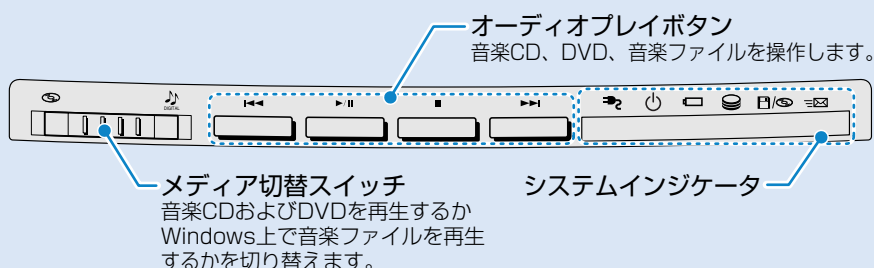 オーディオプレイボタン
音楽CD、DVD、音楽ファイルを操作します。
DIGITAL
メディア切替スイッチ
音楽CDおよびDVDを再生するか
Windows上で音楽ファイルを再生
するかを切り替えます。
システムインジケータ